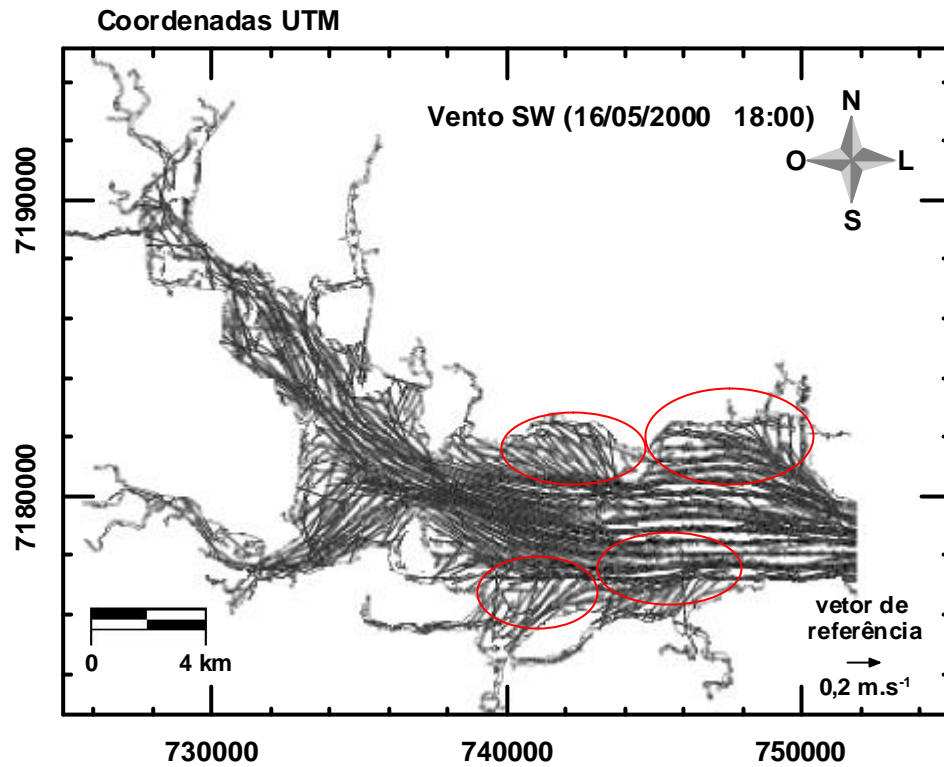 Coordenadas UTM
Vento SW (16/05/2000 18:00)
N
O
L
S
7190000
7180000
vetor de
referência
0,2 m.s⁻¹
0
4 km
730000
740000
750000